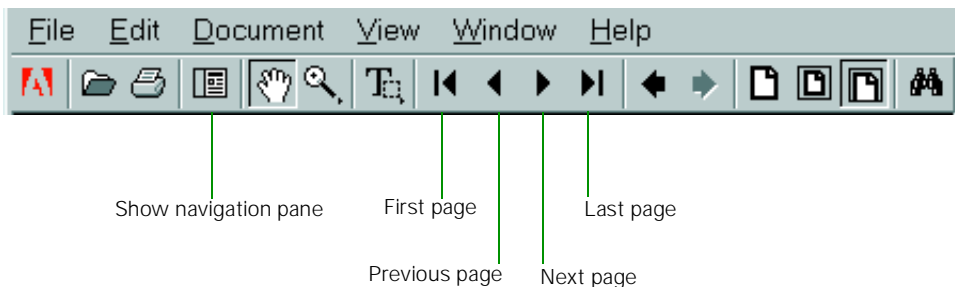 File Edit Document View Window Help
Show navigation pane First page Last page
Previous page Next page